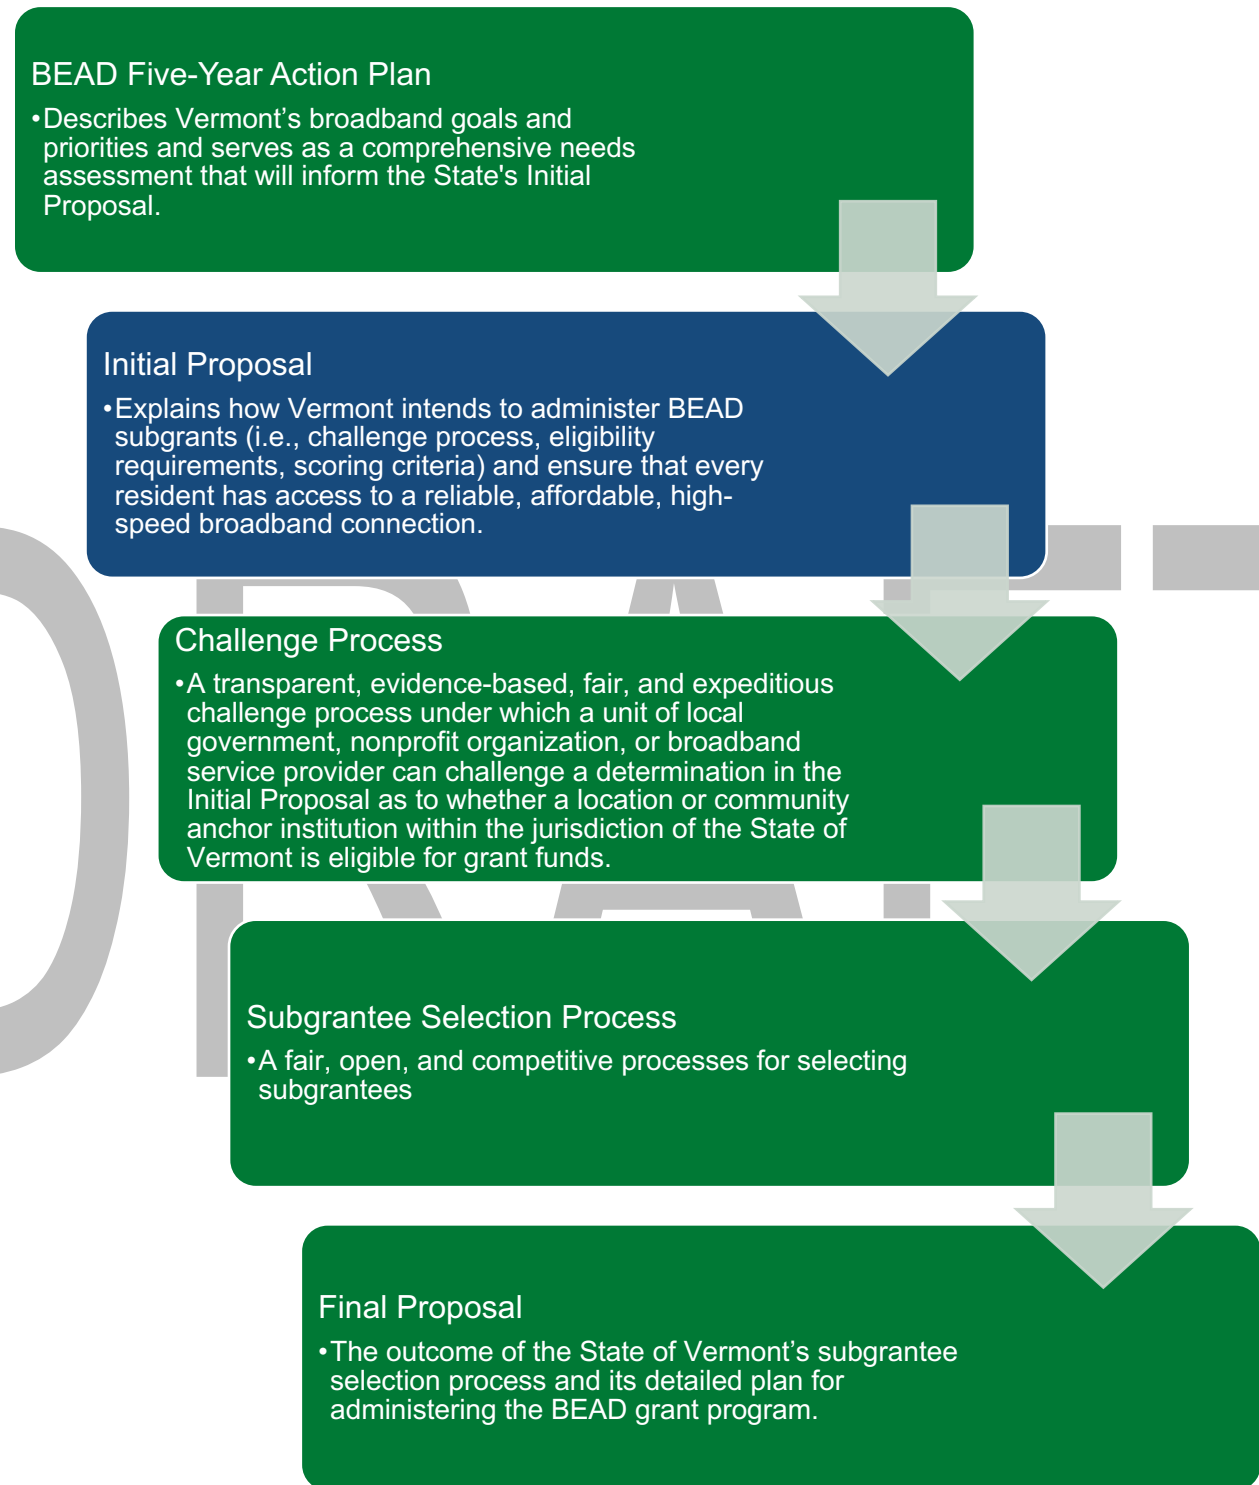 BEAD Five-Year Action Plan
•Describes Vermont’s broadband goals and
priorities and serves as a comprehensive needs
assessment that will inform the State's Initial
Proposal.
Initial Proposal
•Explains how Vermont intends to administer BEAD
subgrants (i.e., challenge process, eligibility
requirements, scoring criteria) and ensure that every
resident has access to a reliable, affordable, high-
speed broadband connection.
Challenge Process
•A transparent, evidence-based, fair, and expeditious
challenge process under which a unit of local
government, nonprofit organization, or broadband
service provider can challenge a determination in the
Initial Proposal as to whether a location or community
anchor institution within the jurisdiction of the State of
Vermont is eligible for grant funds.
Subgrantee Selection Process
•A fair, open, and competitive processes for selecting
subgrantees
Final Proposal
•The outcome of the State of Vermont’s subgrantee
selection process and its detailed plan for
administering the BEAD grant program.
DRAFT